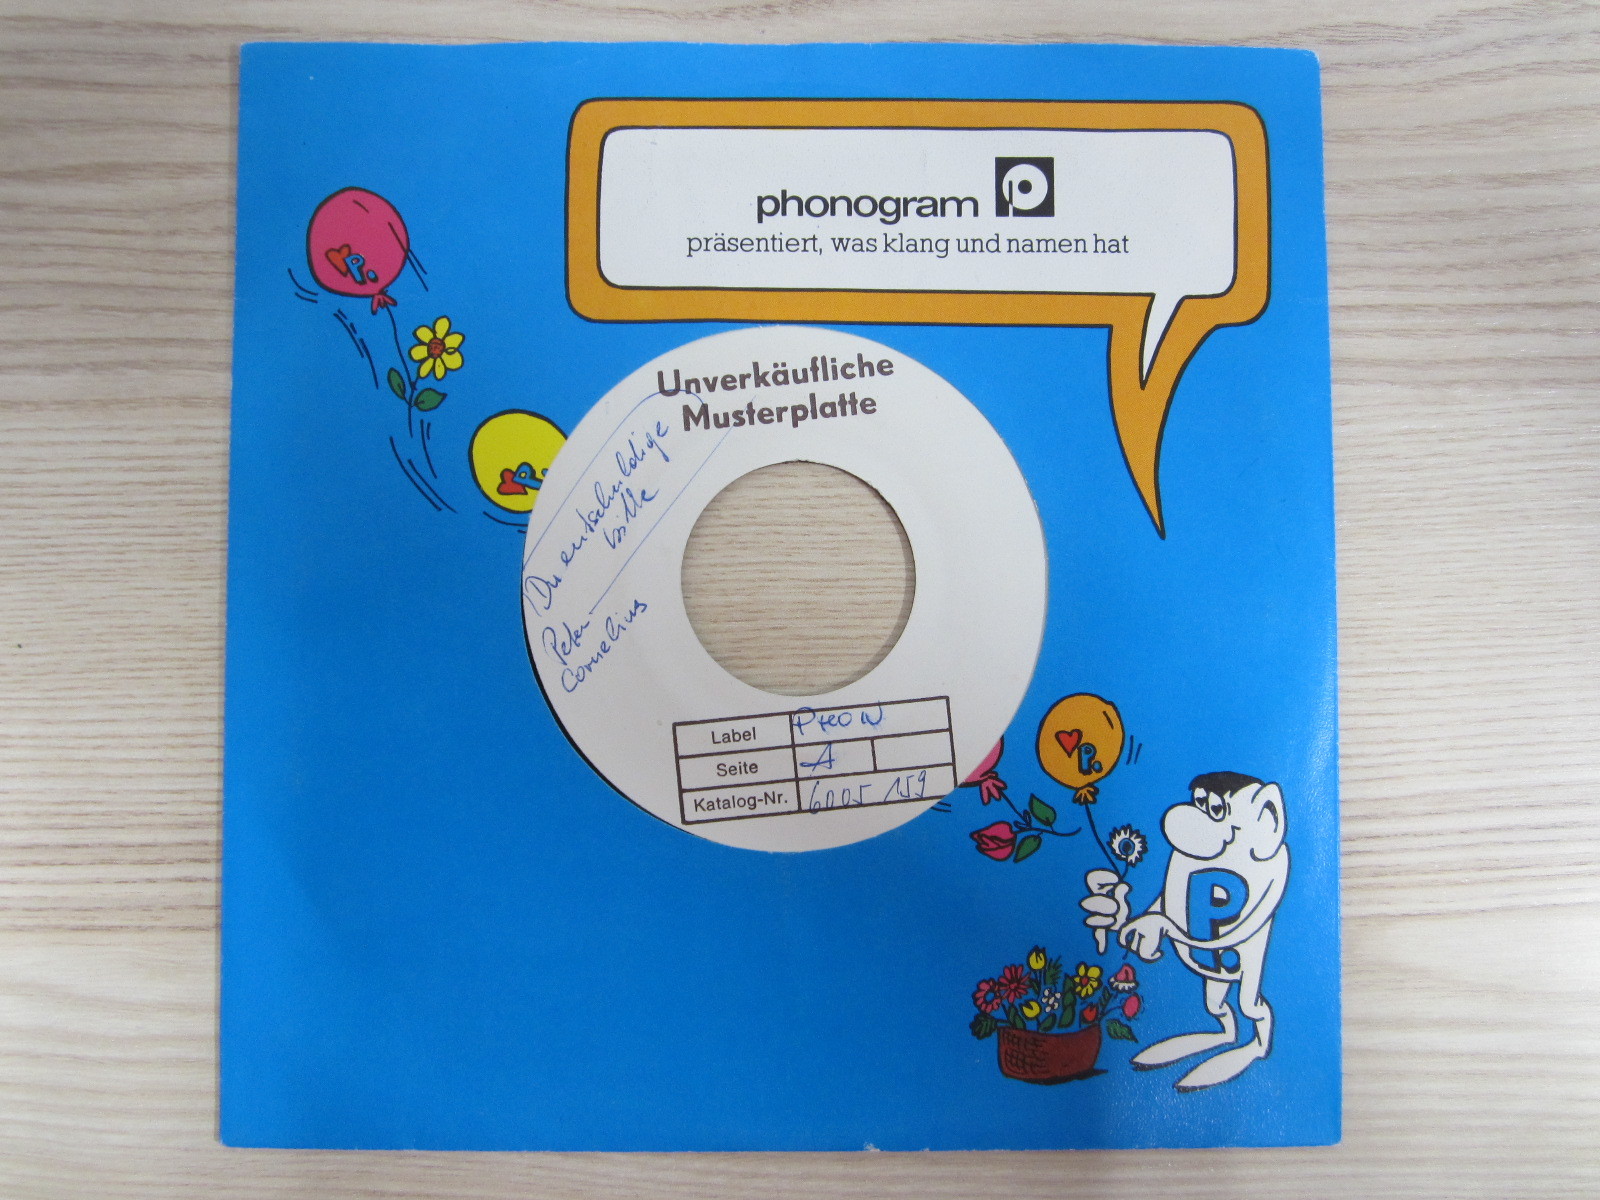 phonogram
präsentiert, was klang und namen hat
P.
P.
Unverkäufliche
Musterplatte
Du entschuldige
bitte
Peter
Cornelius
Label PHON
Seite A
Katalog-Nr. 6005 159
P.
P.